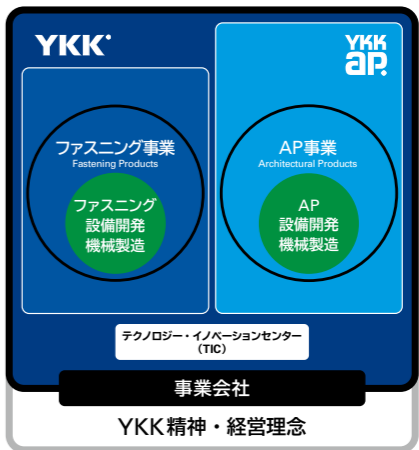 YKK
YKK
ap
ファスニング事業
Fastening Products
ファスニング
設備開発
機械製造
AP事業
Architectural Products
AP
設備開発
機械製造
テクノロジー・イノベーションセンター
(TIC)
事業会社
YKK精神・経営理念